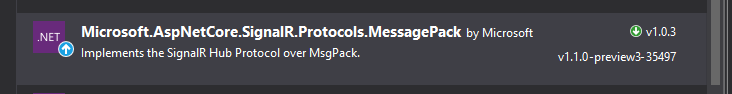 .NET
Microsoft.AspNetCore.SignalR.Protocols.MessagePack by Microsoft
v1.0.3
Implements the SignalR Hub Protocol over MsgPack.
v1.1.0-preview3-35497